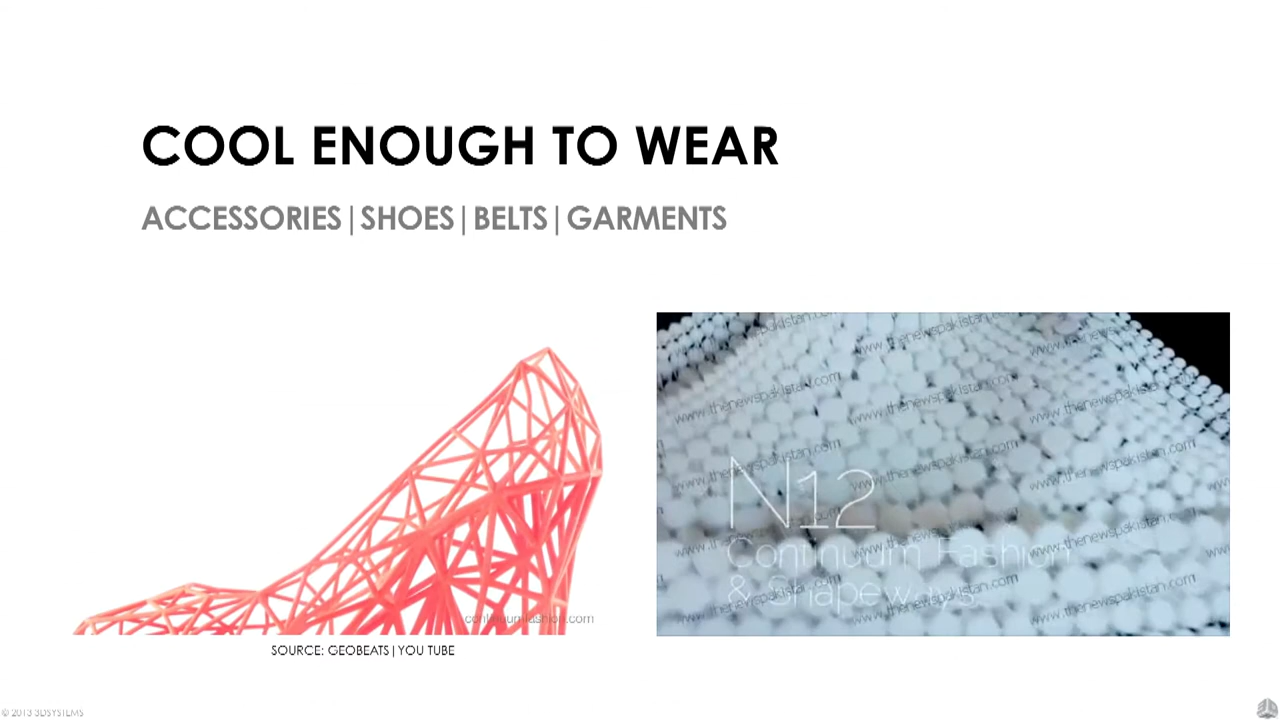 COOL ENOUGH TO WEAR
ACCESSORIES|SHOES|BELTS|GARMENTS
www.thenewspakistan.com
N12
Continuum Fashion
& Shapeways
continuumfashion.com
SOURCE: GEOBEATS|YOU TUBE
© 2013 3DSYSTEMS